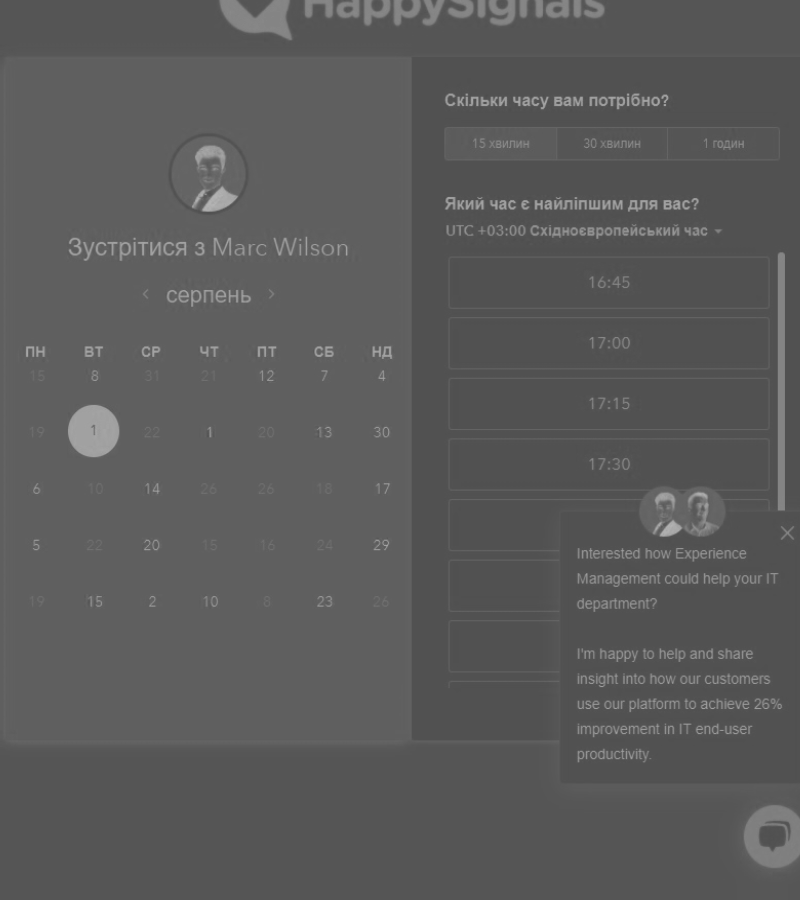 HappySignals
Зустрітися з Marc Wilson
серпень
ПН ВТ СР ЧТ ПТ СБ НД
15 8 31 21 12 7 4
19 1 22 1 20 13 30
6 10 14 26 26 18 17
5 22 20 15 16 24 29
19 15 2 10 8 23 26
Скільки часу вам потрібно?
15 хвилин 30 хвилин 1 годин
Який час є найліпшим для вас?
UTC +03:00 Східноєвропейський час
16:45
17:00
17:15
17:30
Interested how Experience
Management could help your IT
department?
I'm happy to help and share
insight into how our customers
use our platform to achieve 26%
improvement in IT end-user
productivity.